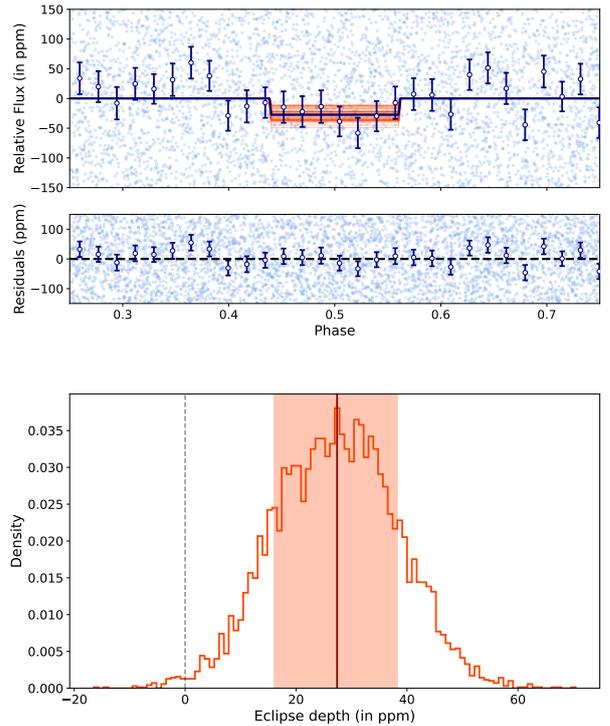 Relative Flux (in ppm)
150
100
50
0
−50
−100
−150
Residuals (ppm)
100
0
−100
0.3 0.4 0.5 0.6 0.7
Phase
Density
0.035
0.030
0.025
0.020
0.015
0.010
0.005
0.000
−20 0 20 40 60
Eclipse depth (in ppm)